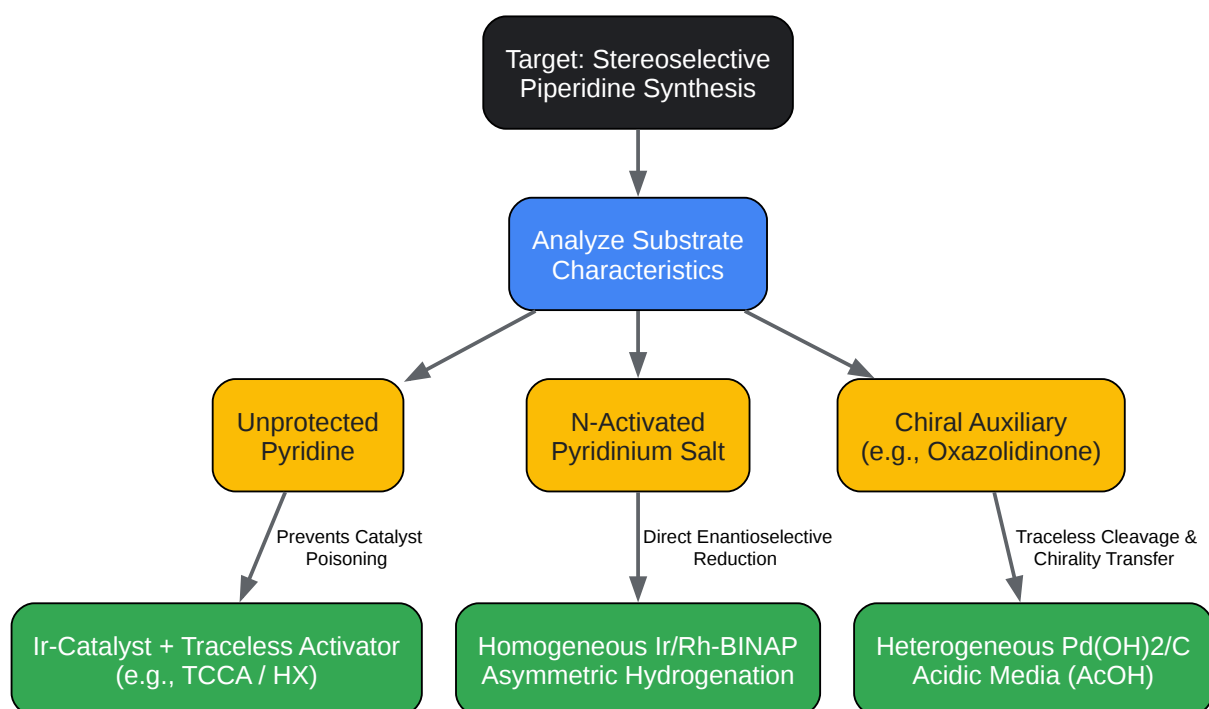 Target: Stereoselective
Piperidine Synthesis
Analyze Substrate
Characteristics
Unprotected
Pyridine
N-Activated
Pyridinium Salt
Chiral Auxiliary
(e.g., Oxazolidinone)
Prevents Catalyst
Poisoning
Direct Enantioselective
Reduction
Traceless Cleavage &
Chirality Transfer
Ir-Catalyst + Traceless Activator
(e.g., TCCA / HX)
Homogeneous Ir/Rh-BINAP
Asymmetric Hydrogenation
Heterogeneous Pd(OH)2/C
Acidic Media (AcOH)